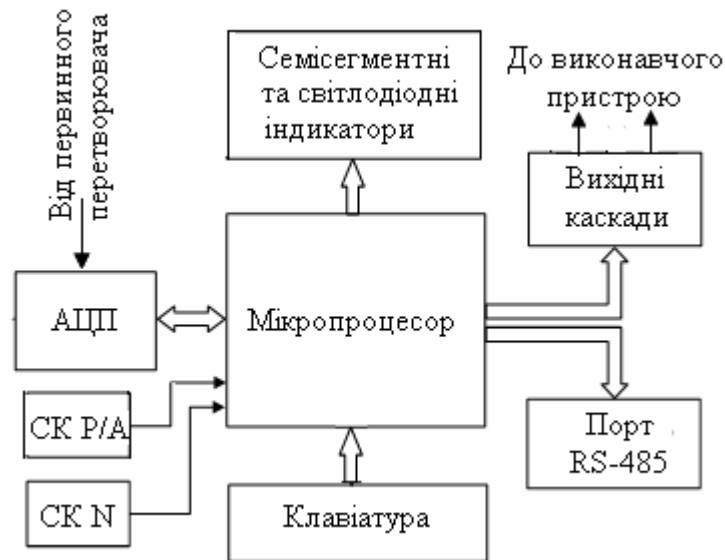 Від первинного
перетворювача
Семісегментні
та світлодіодні
індикатори
До виконавчого
пристрою
Вихідні
каскади
АЦП
Мікропроцесор
СК Р/А
СК N
Клавіатура
Порт
RS-485